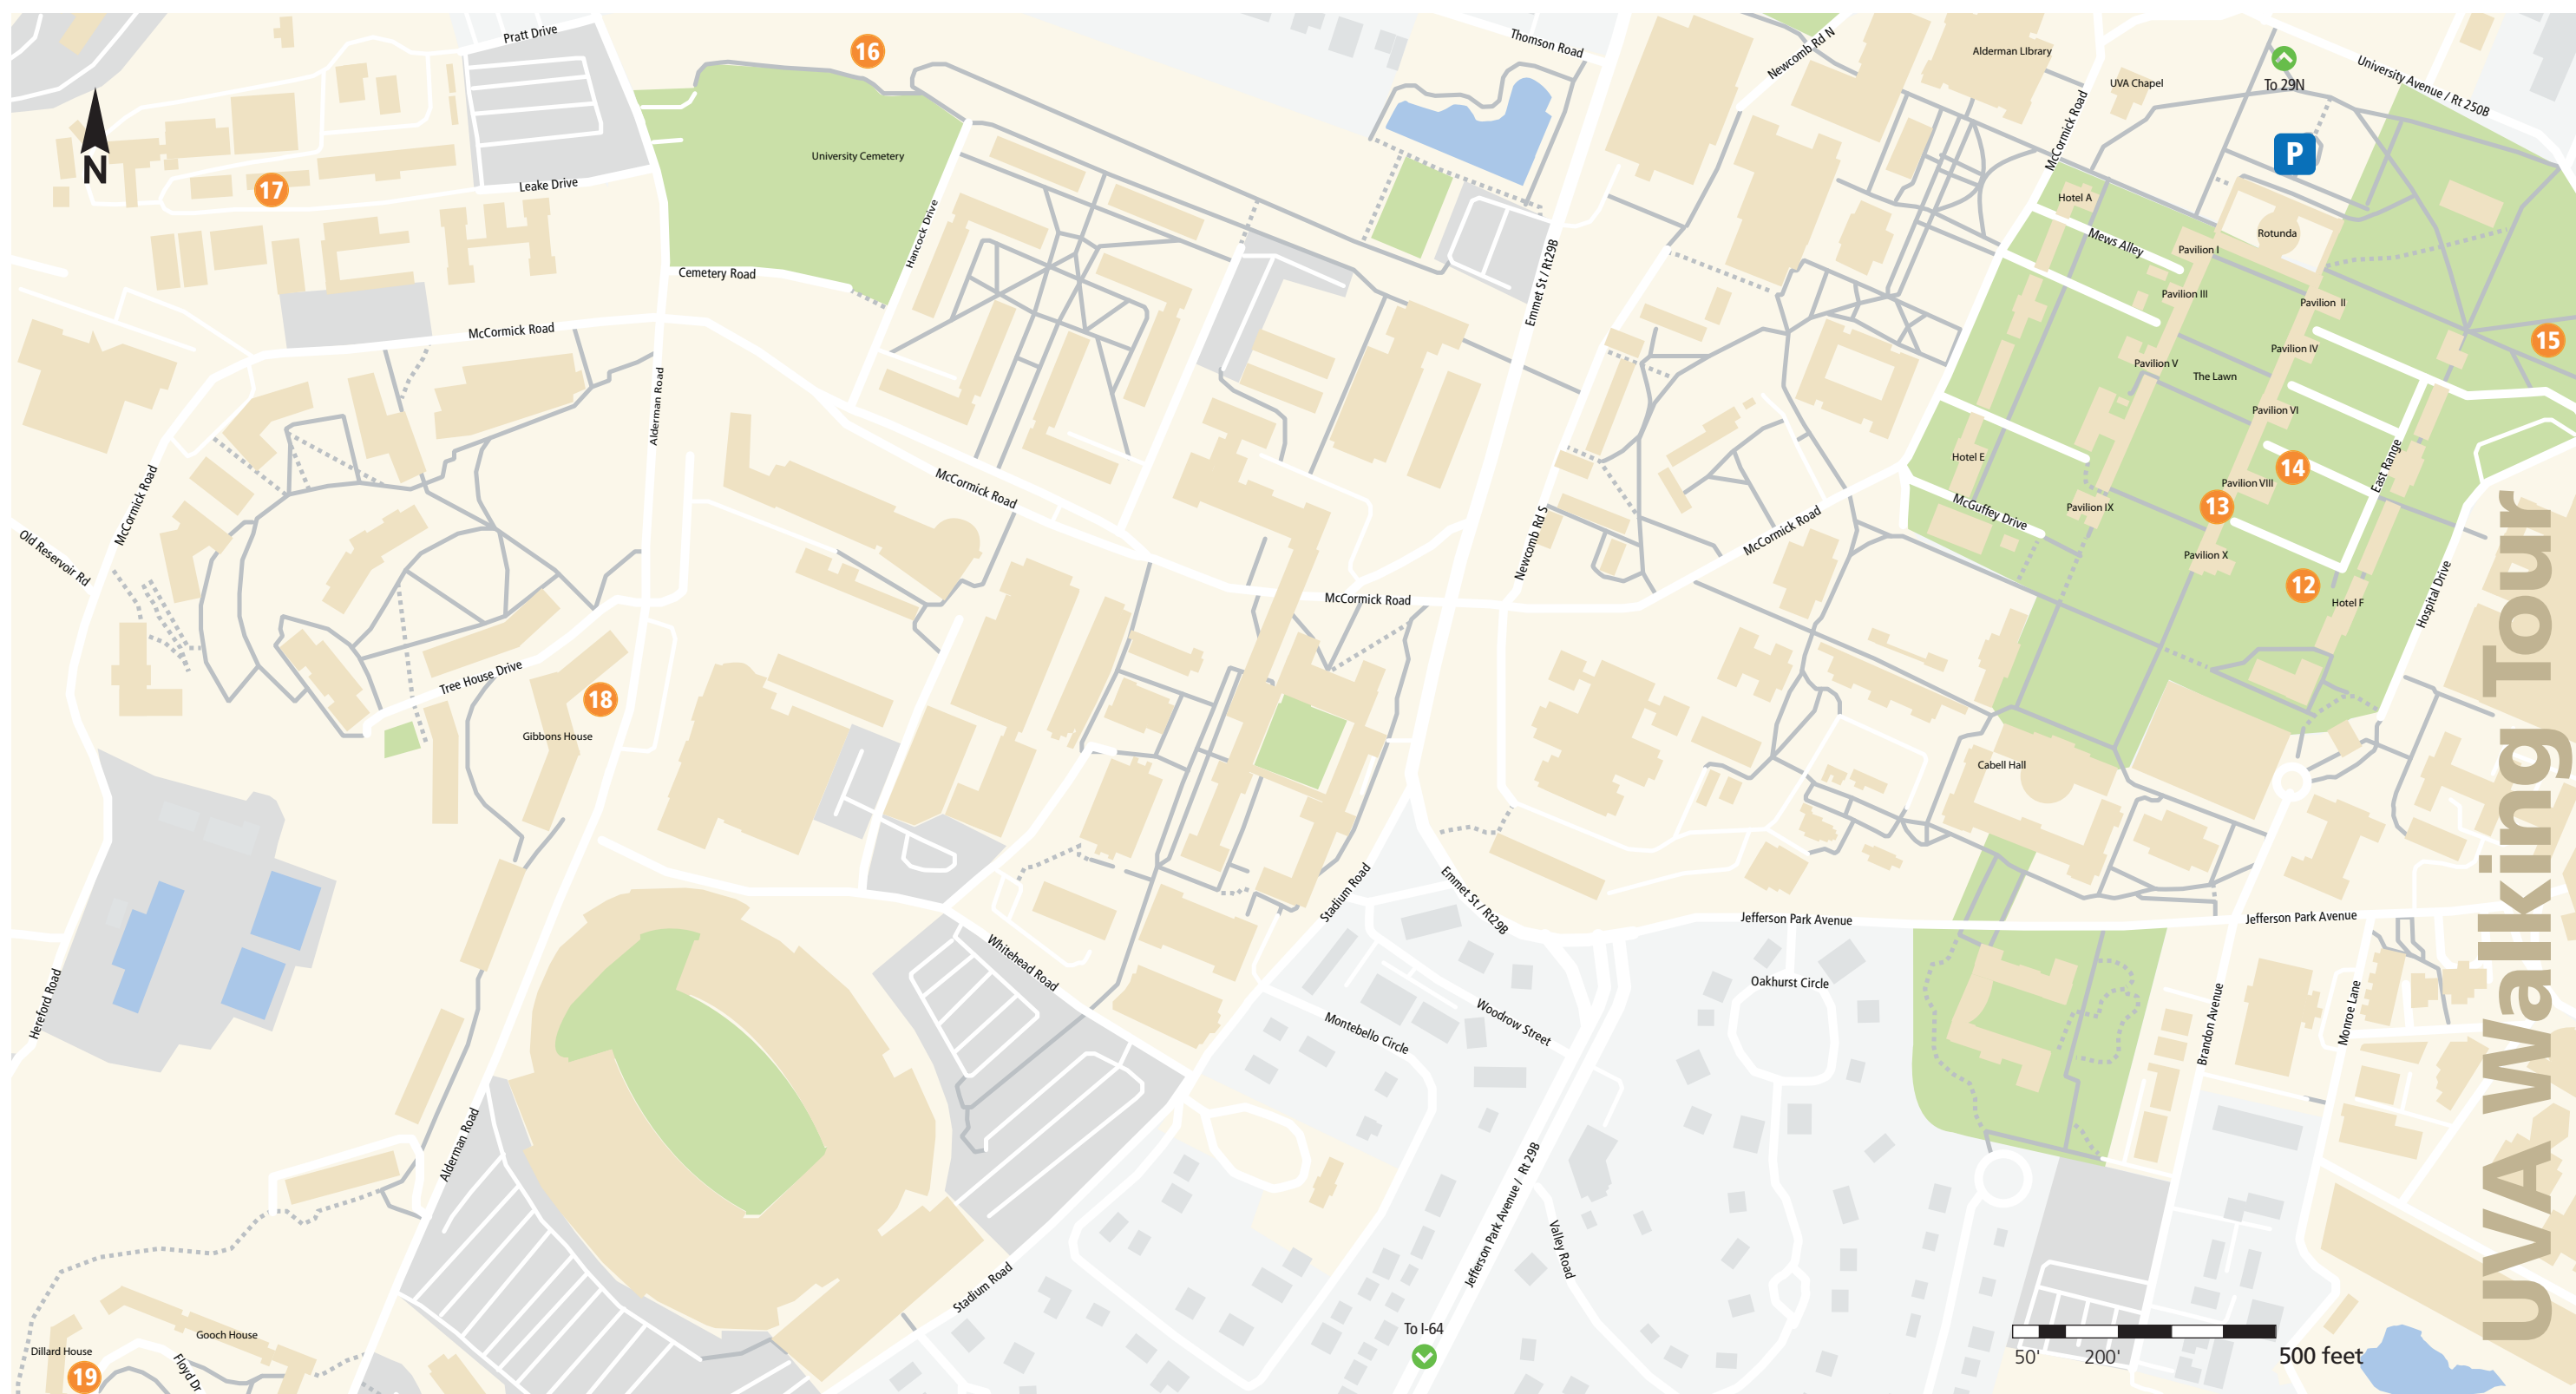 Pratt Drive
16
Thomson Road
Newcomb Rd N
Alderman LIbrary
UVA Chapel
To 29N
University Avenue / Rt 250B
N
17
Leake Drive
University Cemetery
McCormick Road
P
Hotel A
Mews Alley
Pavilion I
Rotunda
Hancock Drive
Cemetery Road
Emmet St / Rt29B
Pavilion III
Pavilion II
McCormick Road
15
Pavilion IV
Pavilion V
The Lawn
Alderman Road
Pavilion VI
Hotel E
14
East Range
Pavilion VIII
McCormick Road
McCormick Road
McGuffey Drive
Pavilion IX
13
Old Reservoir Rd
Newcomb Rd S
McCormick Road
Pavilion X
12
McCormick Road
Hotel F
Hospital Drive
Tree House Drive
18
Gibbons House
Cabell Hall
UVA Walking Tour
Stadium Road
Emmet St / Rt29B
Jefferson Park Avenue
Jefferson Park Avenue
Whitehead Road
Hereford Road
Oakhurst Circle
Woodrow Street
Montebello Circle
Brandon Avenue
Monroe Lane
Alderman Road
Jefferson Park Avenue / Rt 29B
Valley Road
Stadium Road
Gooch House
Dillard House
Floyd Dr
19
To I-64
50'
200'
500 feet